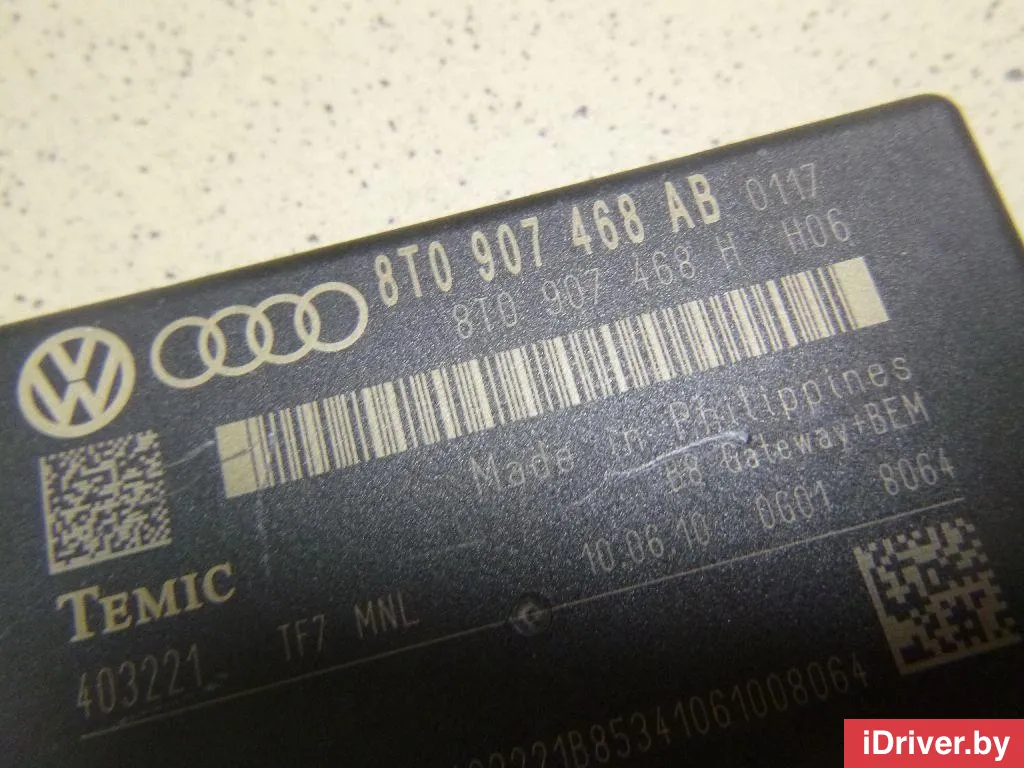 8T0 907 468 AB 0117
8T0 907 468 H H06
Made in Philippines
B8 Gateway+BEM
10.06.10 0G01 8064
TEMIC
403221 TF7 MNL
3221B85341061008064
iDriver.by